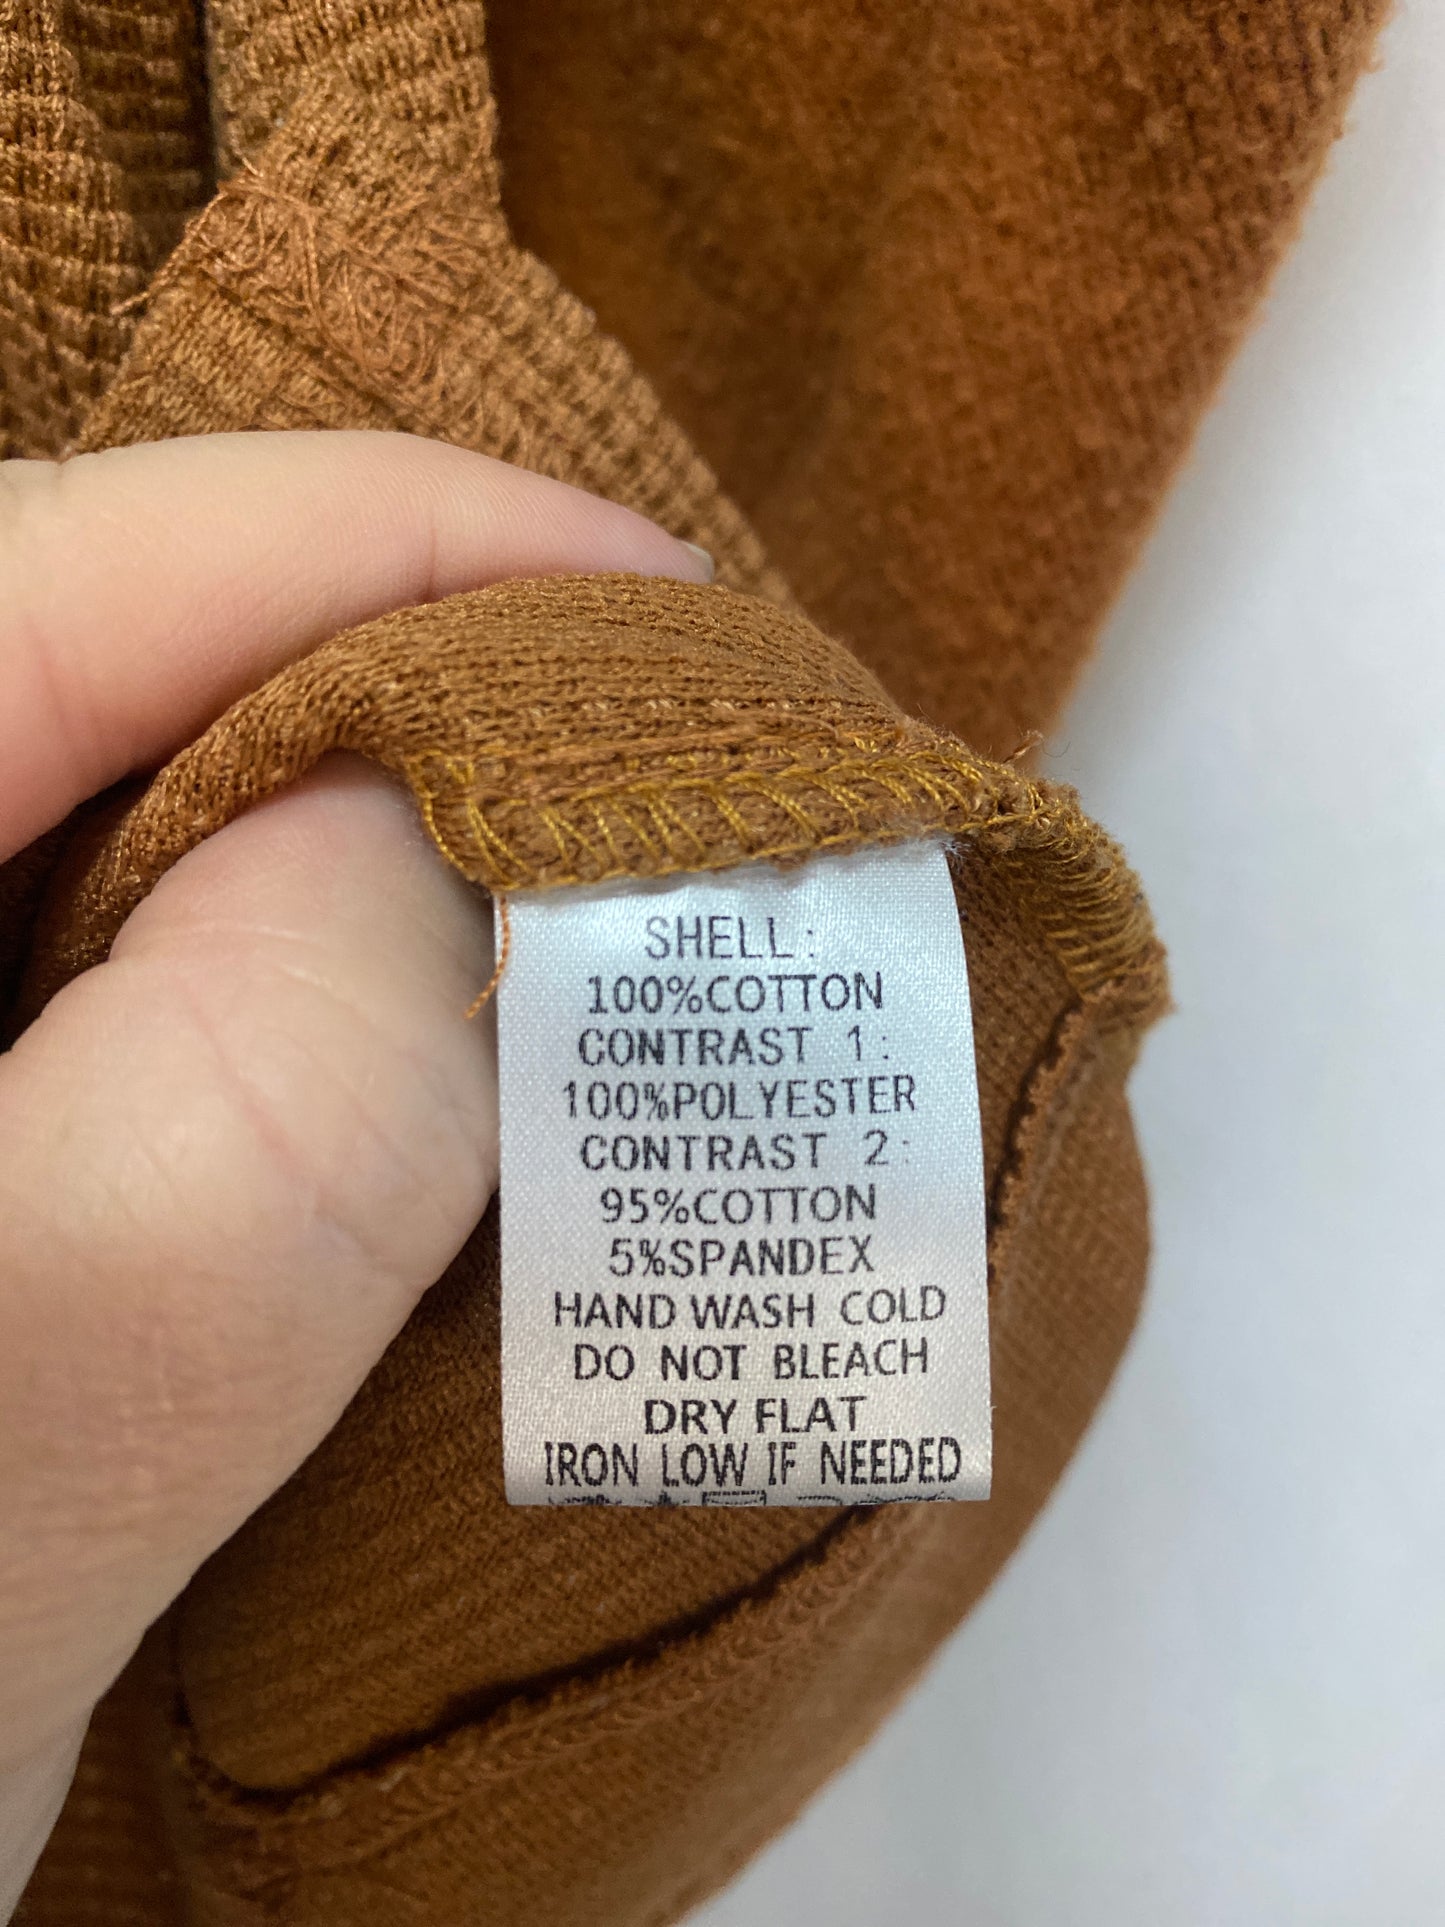 SHELL:
100%COTTON
CONTRAST 1:
100%POLYESTER
CONTRAST 2:
95%COTTON
5%SPANDEX
HAND WASH COLD
DO NOT BLEACH
DRY FLAT
IRON LOW IF NEEDED